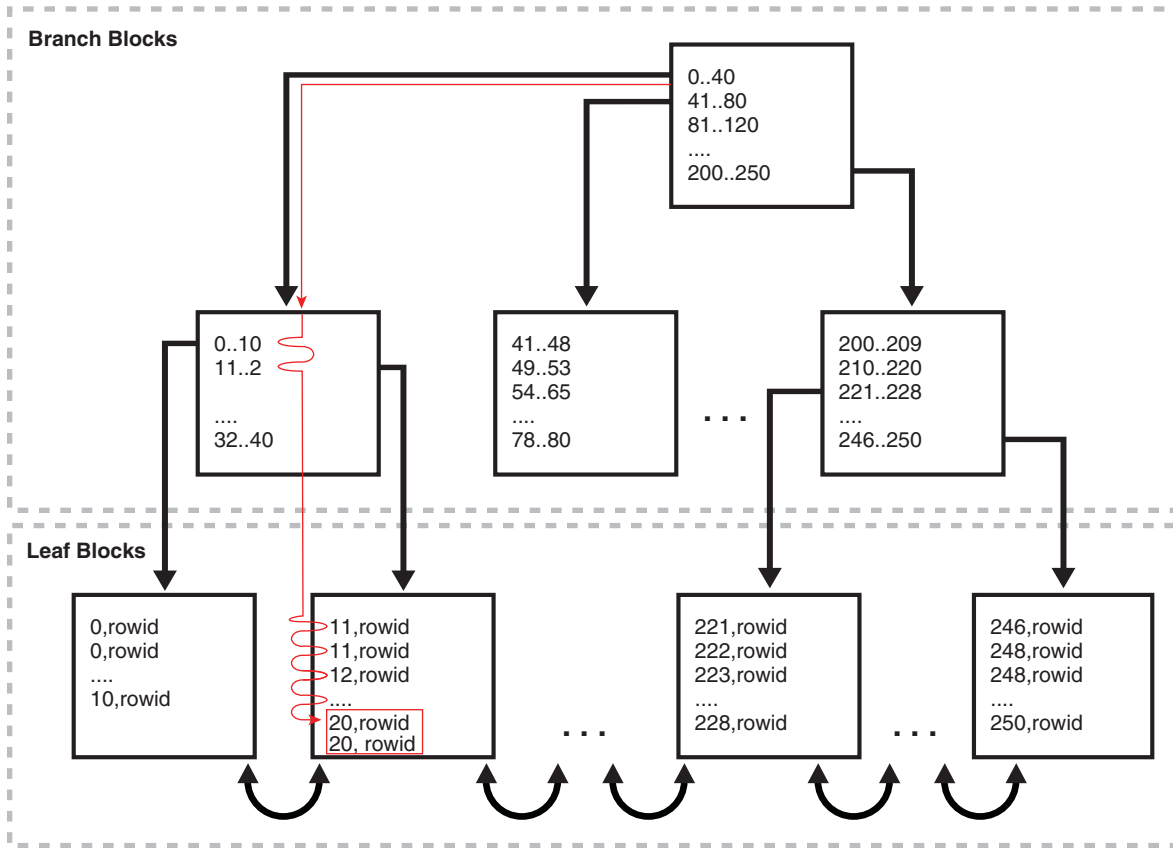 Branch Blocks
0..40
41..80
81..120
....
200..250
0..10
11..2
....
32..40
41..48
49..53
54..65
....
78..80
...
200..209
210..220
221..228
....
246..250
Leaf Blocks
0,rowid
0,rowid
....
10,rowid
11,rowid
11,rowid
12,rowid
....
20,rowid
20, rowid
...
221,rowid
222,rowid
223,rowid
....
228,rowid
...
246,rowid
248,rowid
248,rowid
....
250,rowid